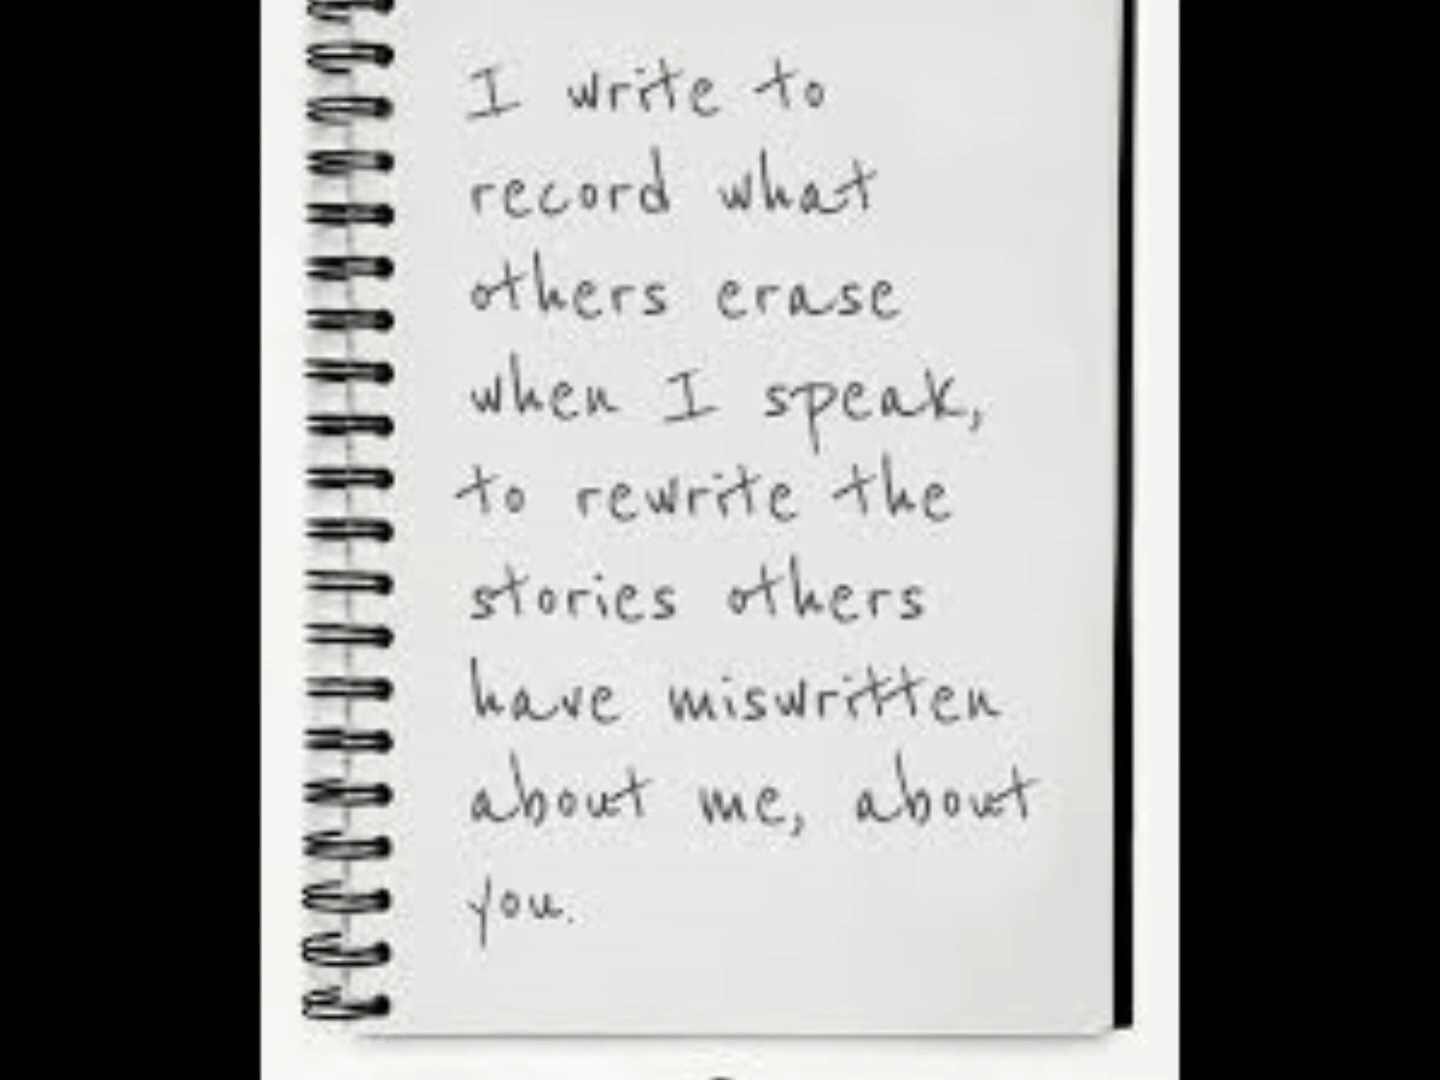 I write to
record what
others erase
when I speak,
to rewrite the
stories others
have miswritten
about me, about
you.